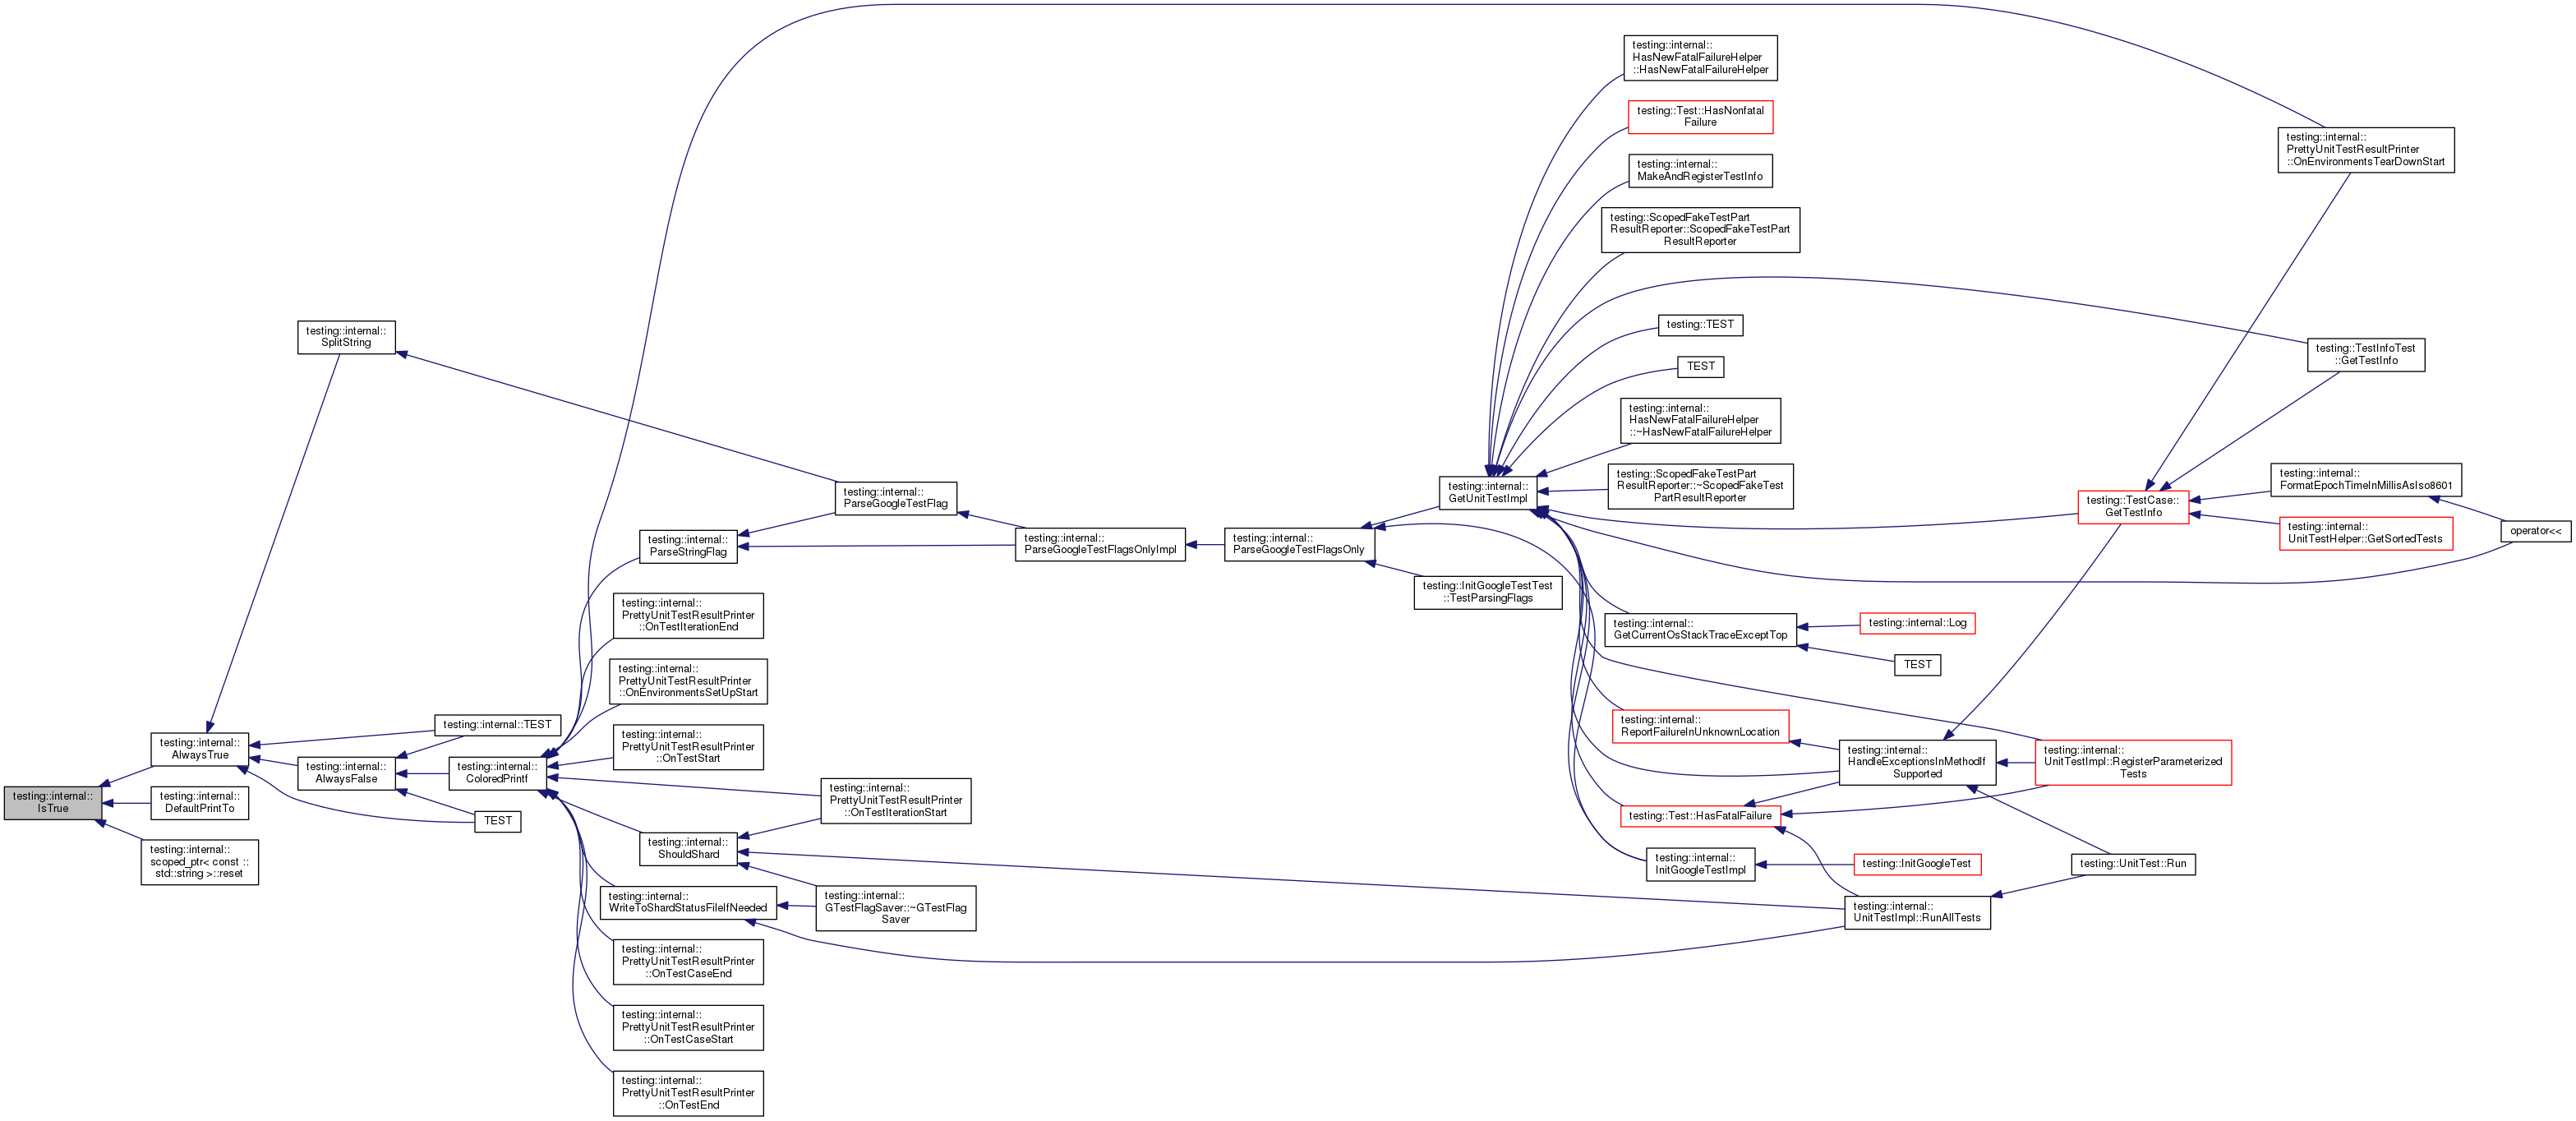 testing::internal::
IsTrue
testing::internal::
AlwaysTrue
testing::internal::
DefaultPrintTo
testing::internal::
scoped_ptr< const ::
std::string >::reset
testing::internal::
SplitString
testing::internal::TEST
testing::internal::
AlwaysFalse
TEST
testing::internal::
ColoredPrintf
testing::internal::
ParseStringFlag
testing::internal::
PrettyUnitTestResultPrinter
::OnTestIterationEnd
testing::internal::
PrettyUnitTestResultPrinter
::OnEnvironmentsSetUpStart
testing::internal::
PrettyUnitTestResultPrinter
::OnTestStart
testing::internal::
ShouldShard
testing::internal::
WriteToShardStatusFileIfNeeded
testing::internal::
PrettyUnitTestResultPrinter
::OnTestCaseEnd
testing::internal::
PrettyUnitTestResultPrinter
::OnTestCaseStart
testing::internal::
PrettyUnitTestResultPrinter
::OnTestEnd
testing::internal::
ParseGoogleTestFlag
testing::internal::
PrettyUnitTestResultPrinter
::OnTestIterationStart
testing::internal::
GTestFlagSaver::~GTestFlag
Saver
testing::internal::
ParseGoogleTestFlagsOnlyImpl
testing::internal::
ParseGoogleTestFlagsOnly
testing::internal::
GetUnitTestImpl
testing::InitGoogleTestTest
::TestParsingFlags
testing::internal::
HasNewFatalFailureHelper
::HasNewFatalFailureHelper
testing::Test::HasNonfatal
Failure
testing::internal::
MakeAndRegisterTestInfo
testing::ScopedFakeTestPart
ResultReporter::ScopedFakeTestPart
ResultReporter
testing::TEST
TEST
testing::internal::
HasNewFatalFailureHelper
::~HasNewFatalFailureHelper
testing::ScopedFakeTestPart
ResultReporter::~ScopedFakeTest
PartResultReporter
testing::internal::
GetCurrentOsStackTraceExceptTop
testing::internal::
ReportFailureInUnknownLocation
testing::Test::HasFatalFailure
testing::internal::
InitGoogleTestImpl
testing::internal::Log
TEST
testing::internal::
HandleExceptionsInMethodIf
Supported
testing::InitGoogleTest
testing::internal::
UnitTestImpl::RunAllTests
testing::TestCase::
GetTestInfo
testing::internal::
UnitTestImpl::RegisterParameterized
Tests
testing::UnitTest::Run
testing::internal::
PrettyUnitTestResultPrinter
::OnEnvironmentsTearDownStart
testing::TestInfoTest
::GetTestInfo
testing::internal::
FormatEpochTimeInMillisAsIso8601
testing::internal::
UnitTestHelper::GetSortedTests
operator<<